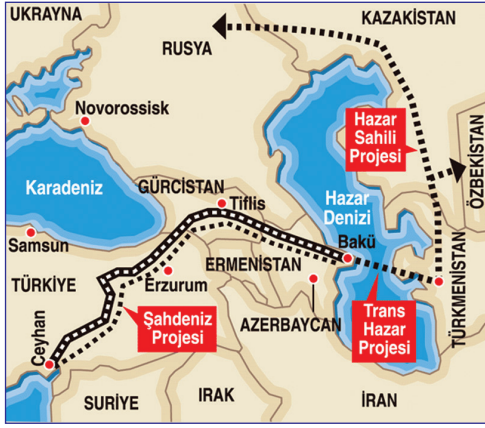 UKRAYNA
KAZAKİSTAN
RUSYA
Novorossisk
Hazar
Sahili
Projesi
ÖZBEKİSTAN
Karadeniz
GÜRCİSTAN
Tiflis
Hazar
Denizi
Samsun
Bakü
ERMENİSTAN
TÜRKİYE
Erzurum
TÜRKMENİSTAN
AZERBAYCAN
Şahdeniz
Projesi
Trans
Hazar
Projesi
Ceyhan
SURİYE
IRAK
İRAN